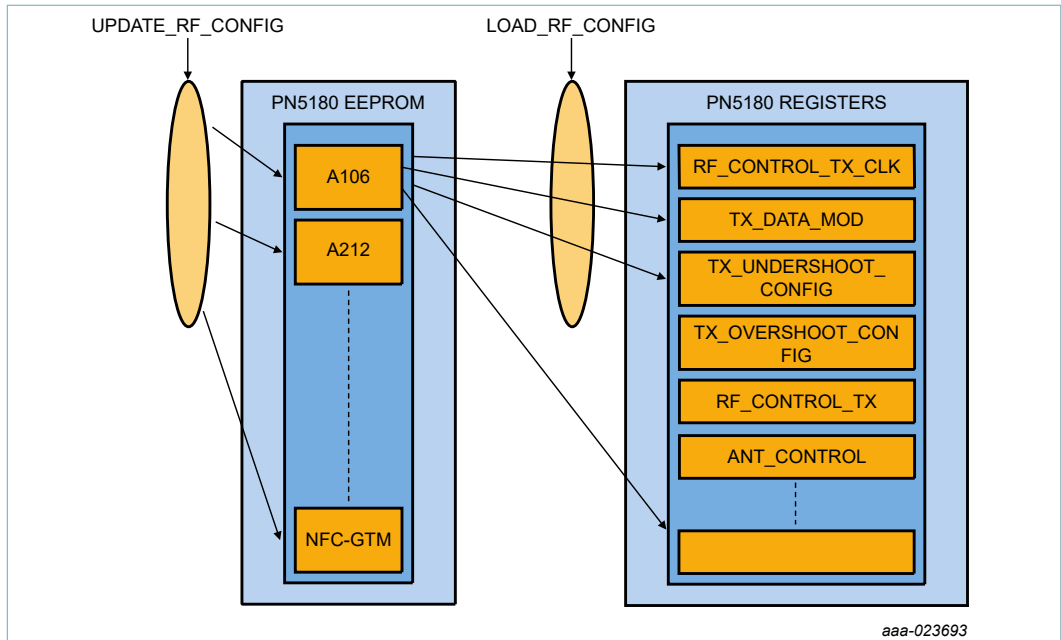 UPDATE_RF_CONFIG
LOAD_RF_CONFIG
PN5180 EEPROM
A106
A212
NFC-GTM
PN5180 REGISTERS
RF_CONTROL_TX_CLK
TX_DATA_MOD
TX_UNDERSHOOT_
CONFIG
TX_OVERSHOOT_CON
FIG
RF_CONTROL_TX
ANT_CONTROL
aaa-023693